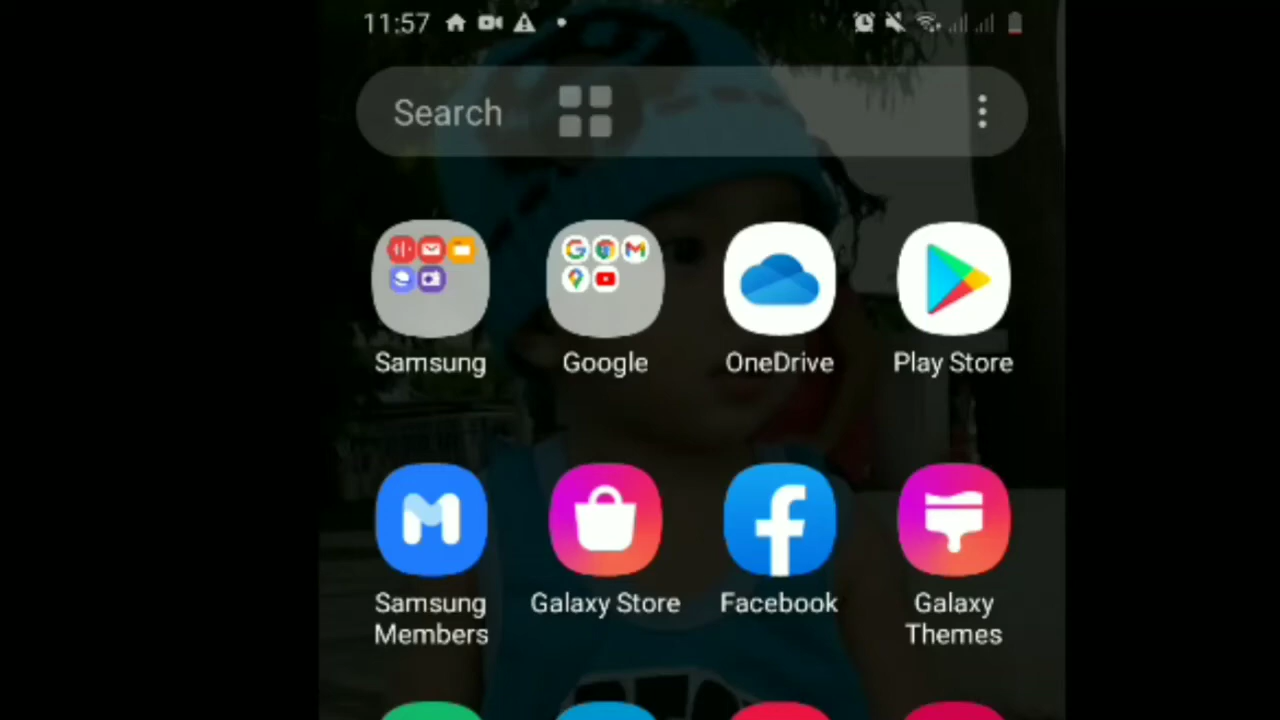 11:57
Search
Samsung
Google
OneDrive
Play Store
Samsung
Members
Galaxy Store
Facebook
Galaxy
Themes